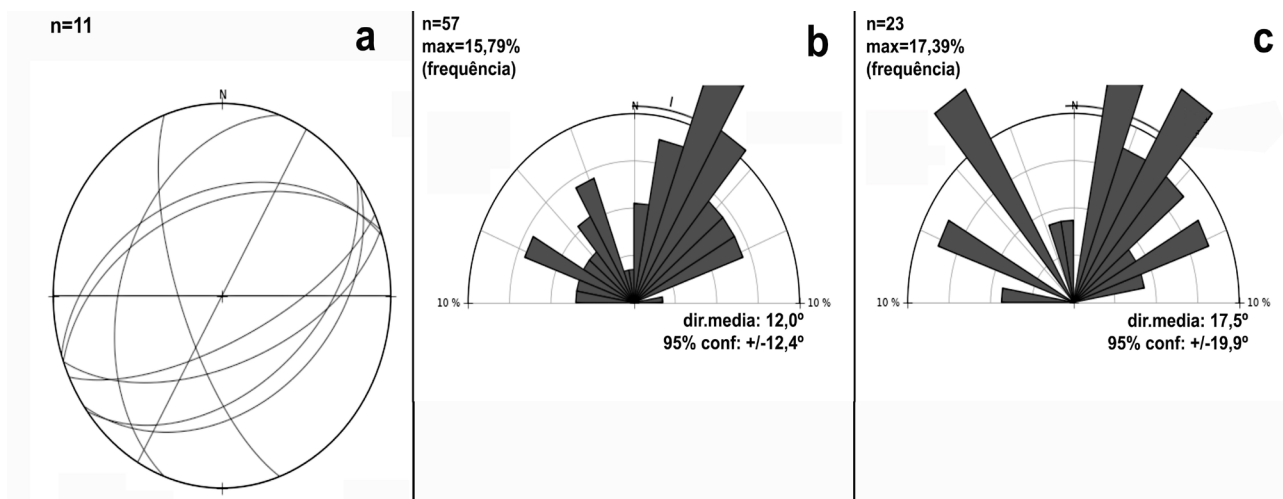 n=11
a
N
n=57
max=15,79%
(frequência)
b
N
10 %
10 %
dir.media: 12,0º
95% conf: +/-12,4º
n=23
max=17,39%
(frequência)
c
N
10 %
10 %
dir.media: 17,5º
95% conf: +/-19,9º